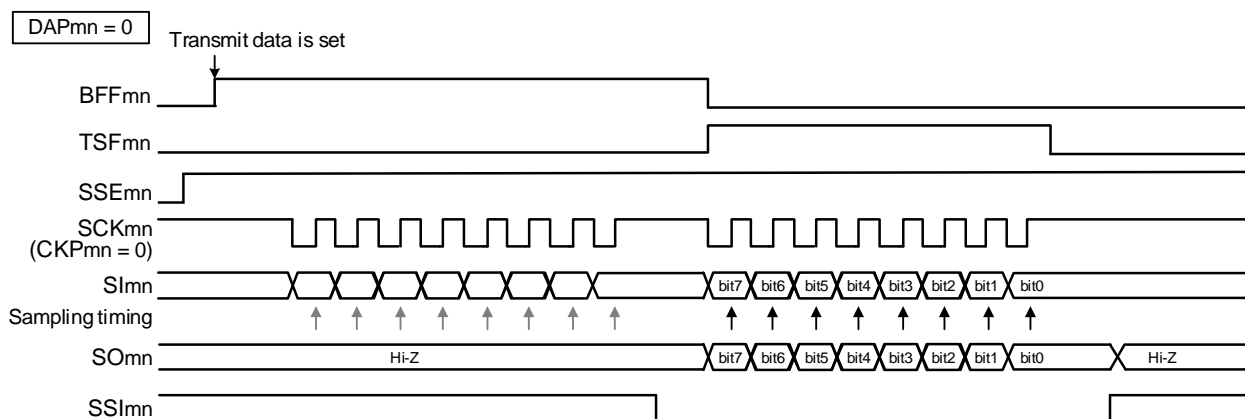 DAPmn = 0
Transmit data is set
BFFmn
TSFmn
SSEmn
SCKmn
(CKPmn = 0)
SImn bit7 bit6 bit5 bit4 bit3 bit2 bit1 bit0
Sampling timing
SOmn Hi-Z bit7 bit6 bit5 bit4 bit3 bit2 bit1 bit0 Hi-Z
SSImn